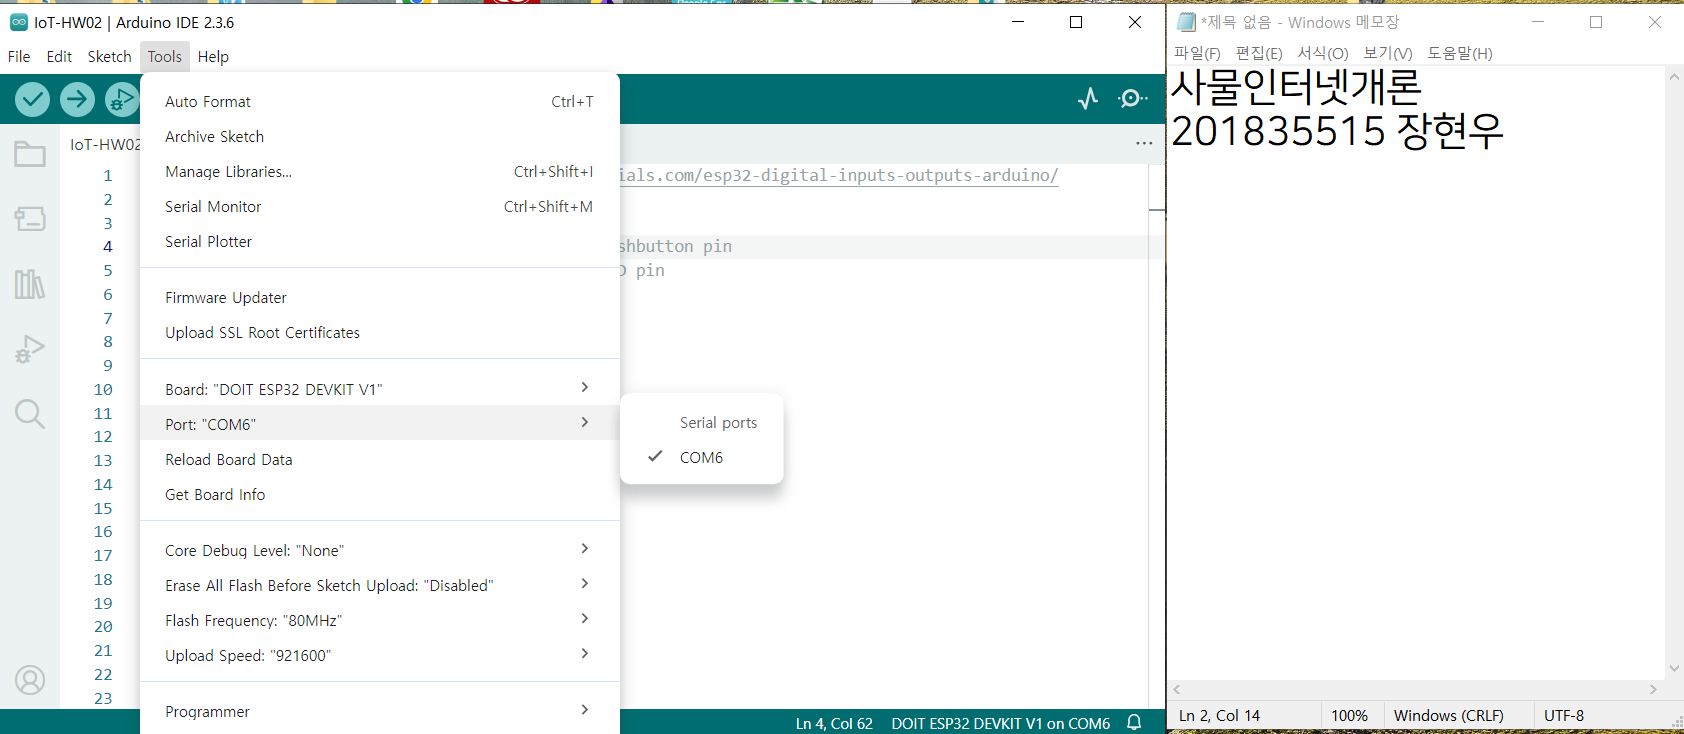 IoT-HW02 | Arduino IDE 2.3.6
File Edit Sketch Tools Help
IoT-HW02
Auto Format Ctrl+T
Archive Sketch
Manage Libraries... Ctrl+Shift+I
Serial Monitor Ctrl+Shift+M
Serial Plotter
Firmware Updater
Upload SSL Root Certificates
Board: "DOIT ESP32 DEVKIT V1"
Port: "COM6"
Reload Board Data
Get Board Info
Core Debug Level: "None"
Erase All Flash Before Sketch Upload: "Disabled"
Flash Frequency: "80MHz"
Upload Speed: "921600"
Programmer
Serial ports
COM6
1
2
3
4
5
6
7
8
9
10
11
12
13
14
15
16
17
18
19
20
21
22
23
ials.com/esp32-digital-inputs-outputs-arduino/
shbutton pin
D pin
Ln 4, Col 62 DOIT ESP32 DEVKIT V1 on COM6
*제목 없음 - Windows 메모장
파일(F) 편집(E) 서식(O) 보기(V) 도움말(H)
사물인터넷개론
201835515 장현우
Ln 2, Col 14 100% Windows (CRLF) UTF-8